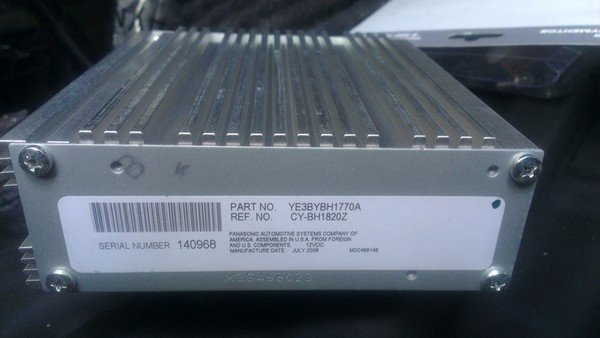 PART NO. YE3BYBH1770A
REF. NO. CY-BH1820Z
SERIAL NUMBER 140968
PANASONIC AUTOMOTIVE SYSTEMS COMPANY OF
AMERICA. ASSEMBLED IN U.S.A. FROM FOREIGN
AND U.S. COMPONENTS. 12VDC
MANUFACTURE DATE: JULY 2008 M2C498148